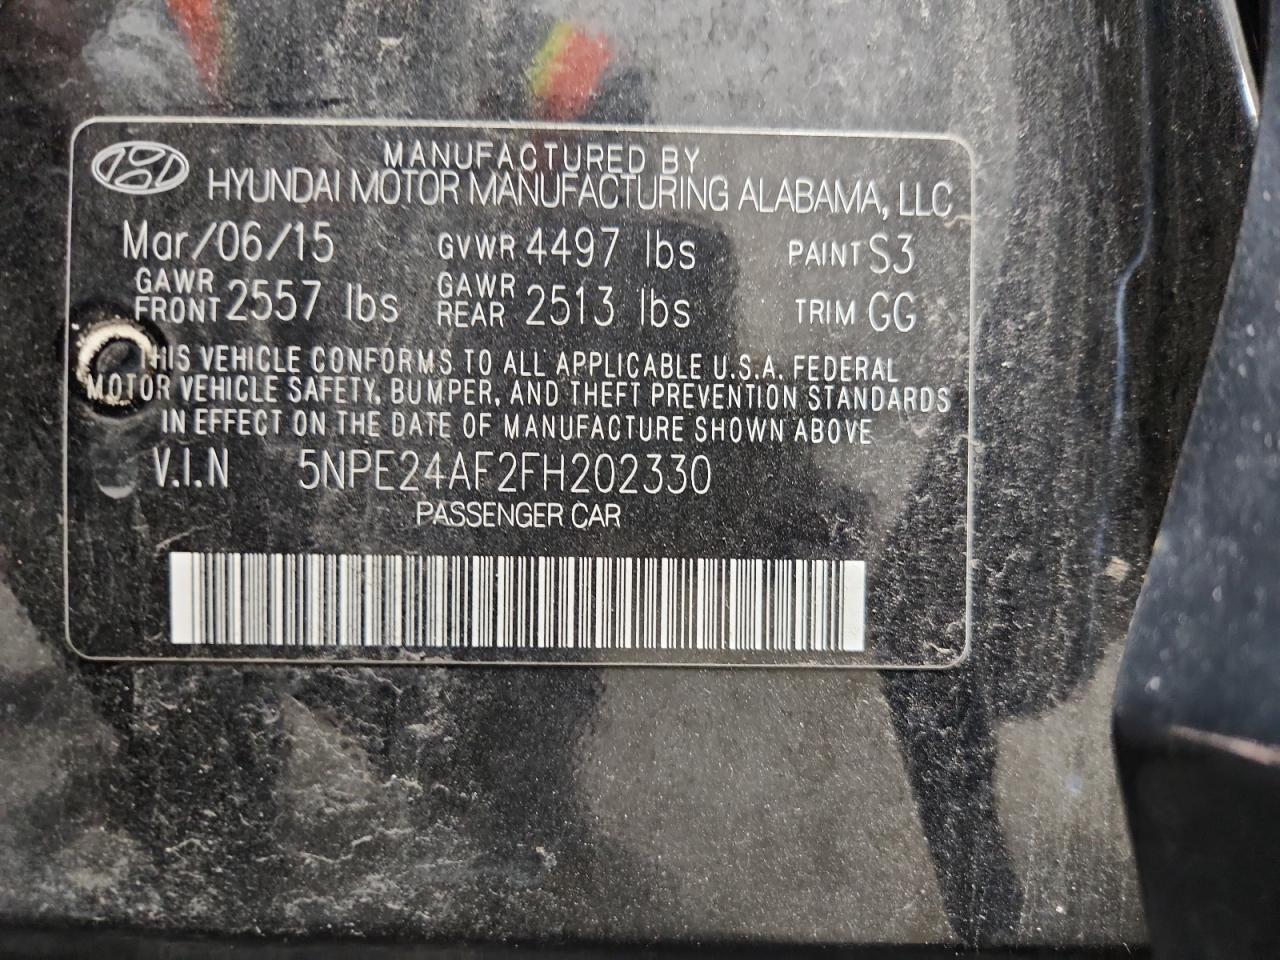 MANUFACTURED BY
HYUNDAI MOTOR MANUFACTURING ALABAMA, LLC
Mar/06/15 GVWR 4497 lbs PAINT S3
GAWR FRONT 2557 lbs GAWR REAR 2513 lbs TRIM GG
THIS VEHICLE CONFORMS TO ALL APPLICABLE U.S.A. FEDERAL
MOTOR VEHICLE SAFETY, BUMPER, AND THEFT PREVENTION STANDARDS
IN EFFECT ON THE DATE OF MANUFACTURE SHOWN ABOVE
V.I.N 5NPE24AF2FH202330
PASSENGER CAR